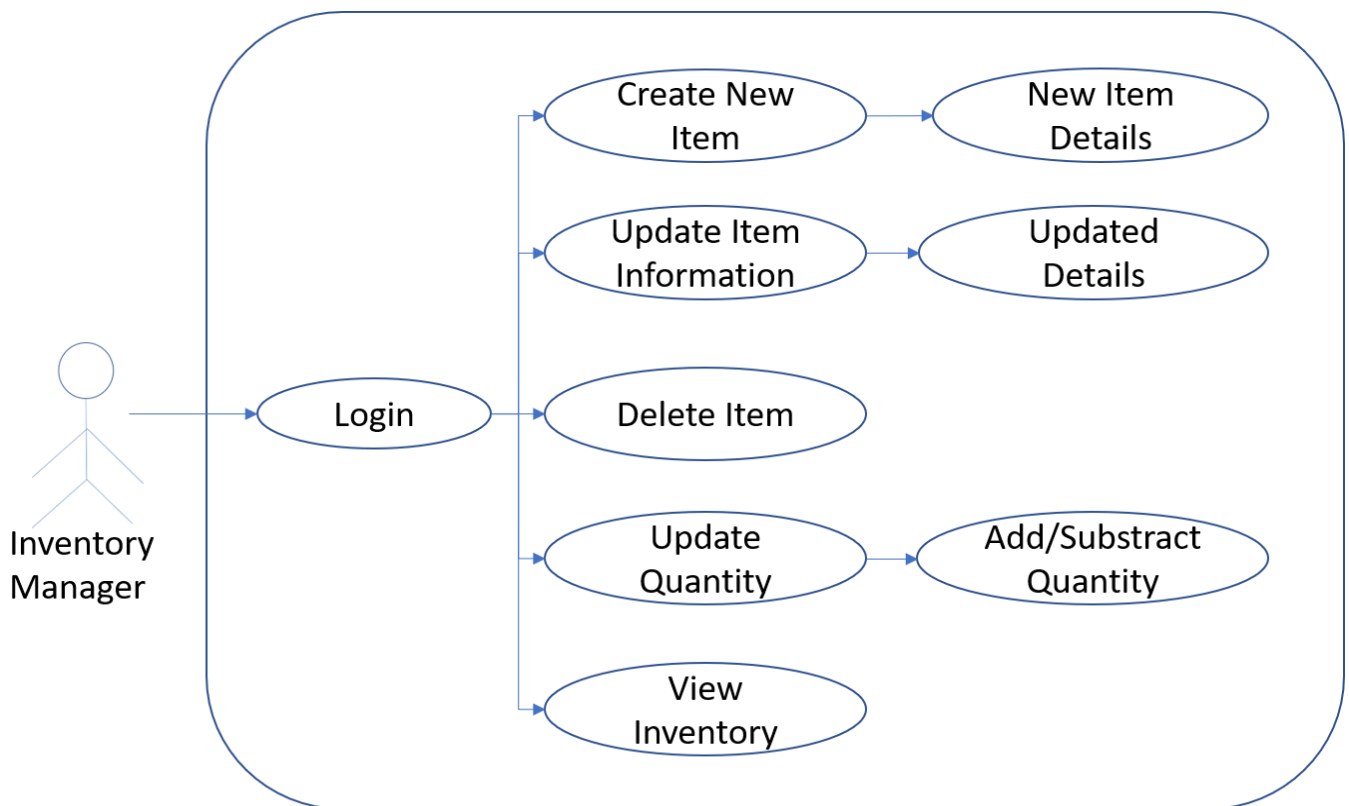 Create New
Item
New Item
Details
Update Item
Information
Updated
Details
Login
Delete Item
Inventory
Manager
Update
Quantity
Add/Substract
Quantity
View
Inventory